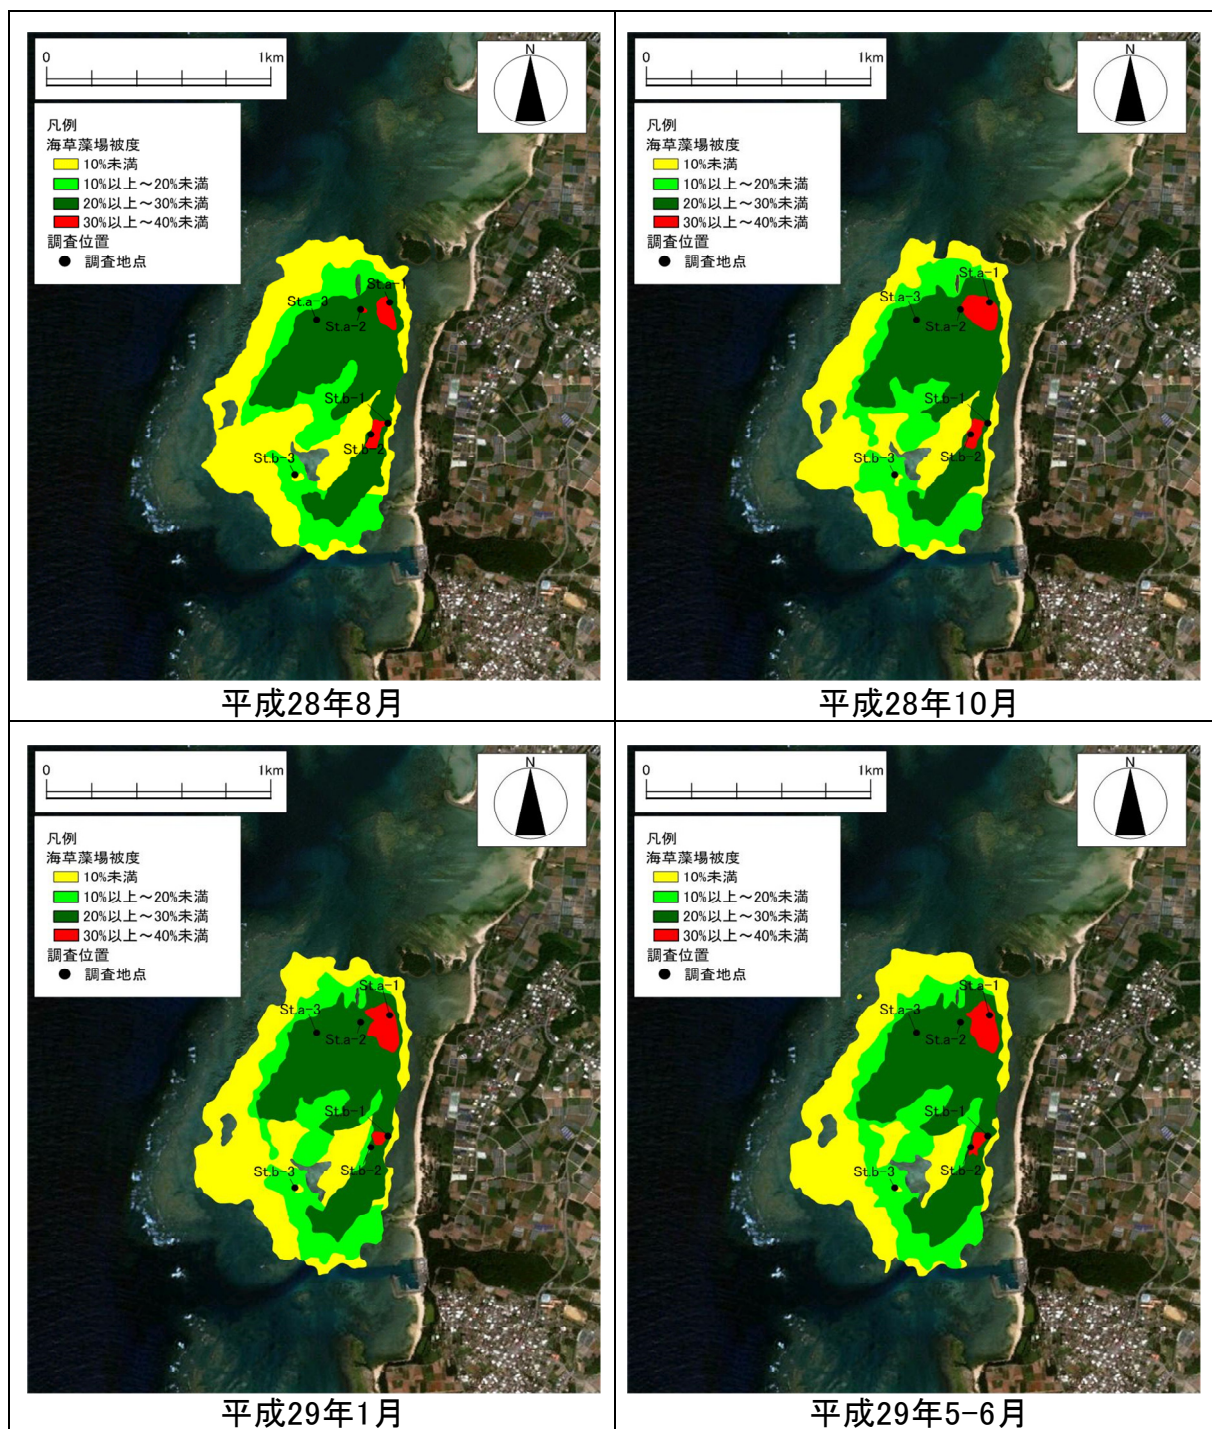 0 1km
N
凡例
海草藻場被度
10%未満
10%以上～20%未満
20%以上～30%未満
30%以上～40%未満
調査位置
調査地点
St.a-1
St.a-3
St.a-2
St.b-1
St.b-2
St.b-3
平成28年8月
0 1km
N
凡例
海草藻場被度
10%未満
10%以上～20%未満
20%以上～30%未満
30%以上～40%未満
調査位置
調査地点
St.a-1
St.a-3
St.a-2
St.b-1
St.b-2
St.b-3
平成28年10月
0 1km
N
凡例
海草藻場被度
10%未満
10%以上～20%未満
20%以上～30%未満
30%以上～40%未満
調査位置
調査地点
St.a-1
St.a-3
St.a-2
St.b-1
St.b-2
St.b-3
平成29年1月
0 1km
N
凡例
海草藻場被度
10%未満
10%以上～20%未満
20%以上～30%未満
30%以上～40%未満
調査位置
調査地点
St.a-1
St.a-3
St.a-2
St.b-1
St.b-2
St.b-3
平成29年5-6月